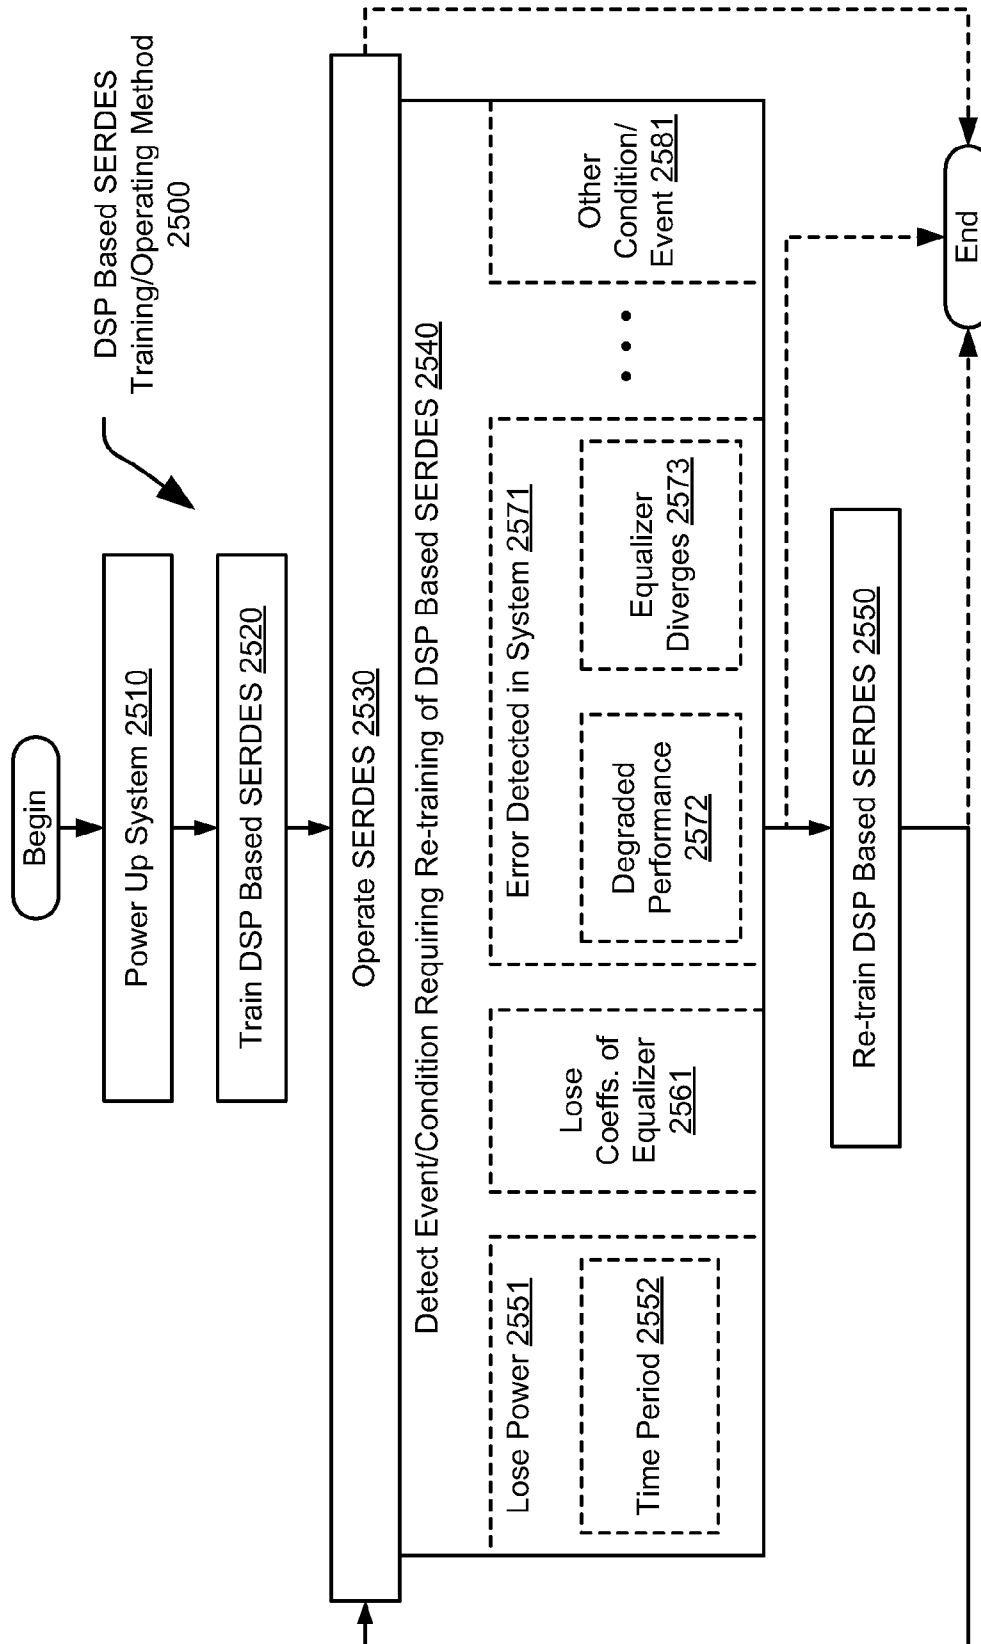 DSP Based SERDES
Training/Operating Method
2500
Begin
Power Up System 2510
Train DSP Based SERDES 2520
Operate SERDES 2530
Detect Event/Condition Requiring Re-training of DSP Based SERDES 2540
Lose Power 2551
Time Period 2552
Lose
Coeffs. of
Equalizer
2561
Error Detected in System 2571
Degraded
Performance
2572
Equalizer
Diverges 2573
Other
Condition/
Event 2581
Re-train DSP Based SERDES 2550
End